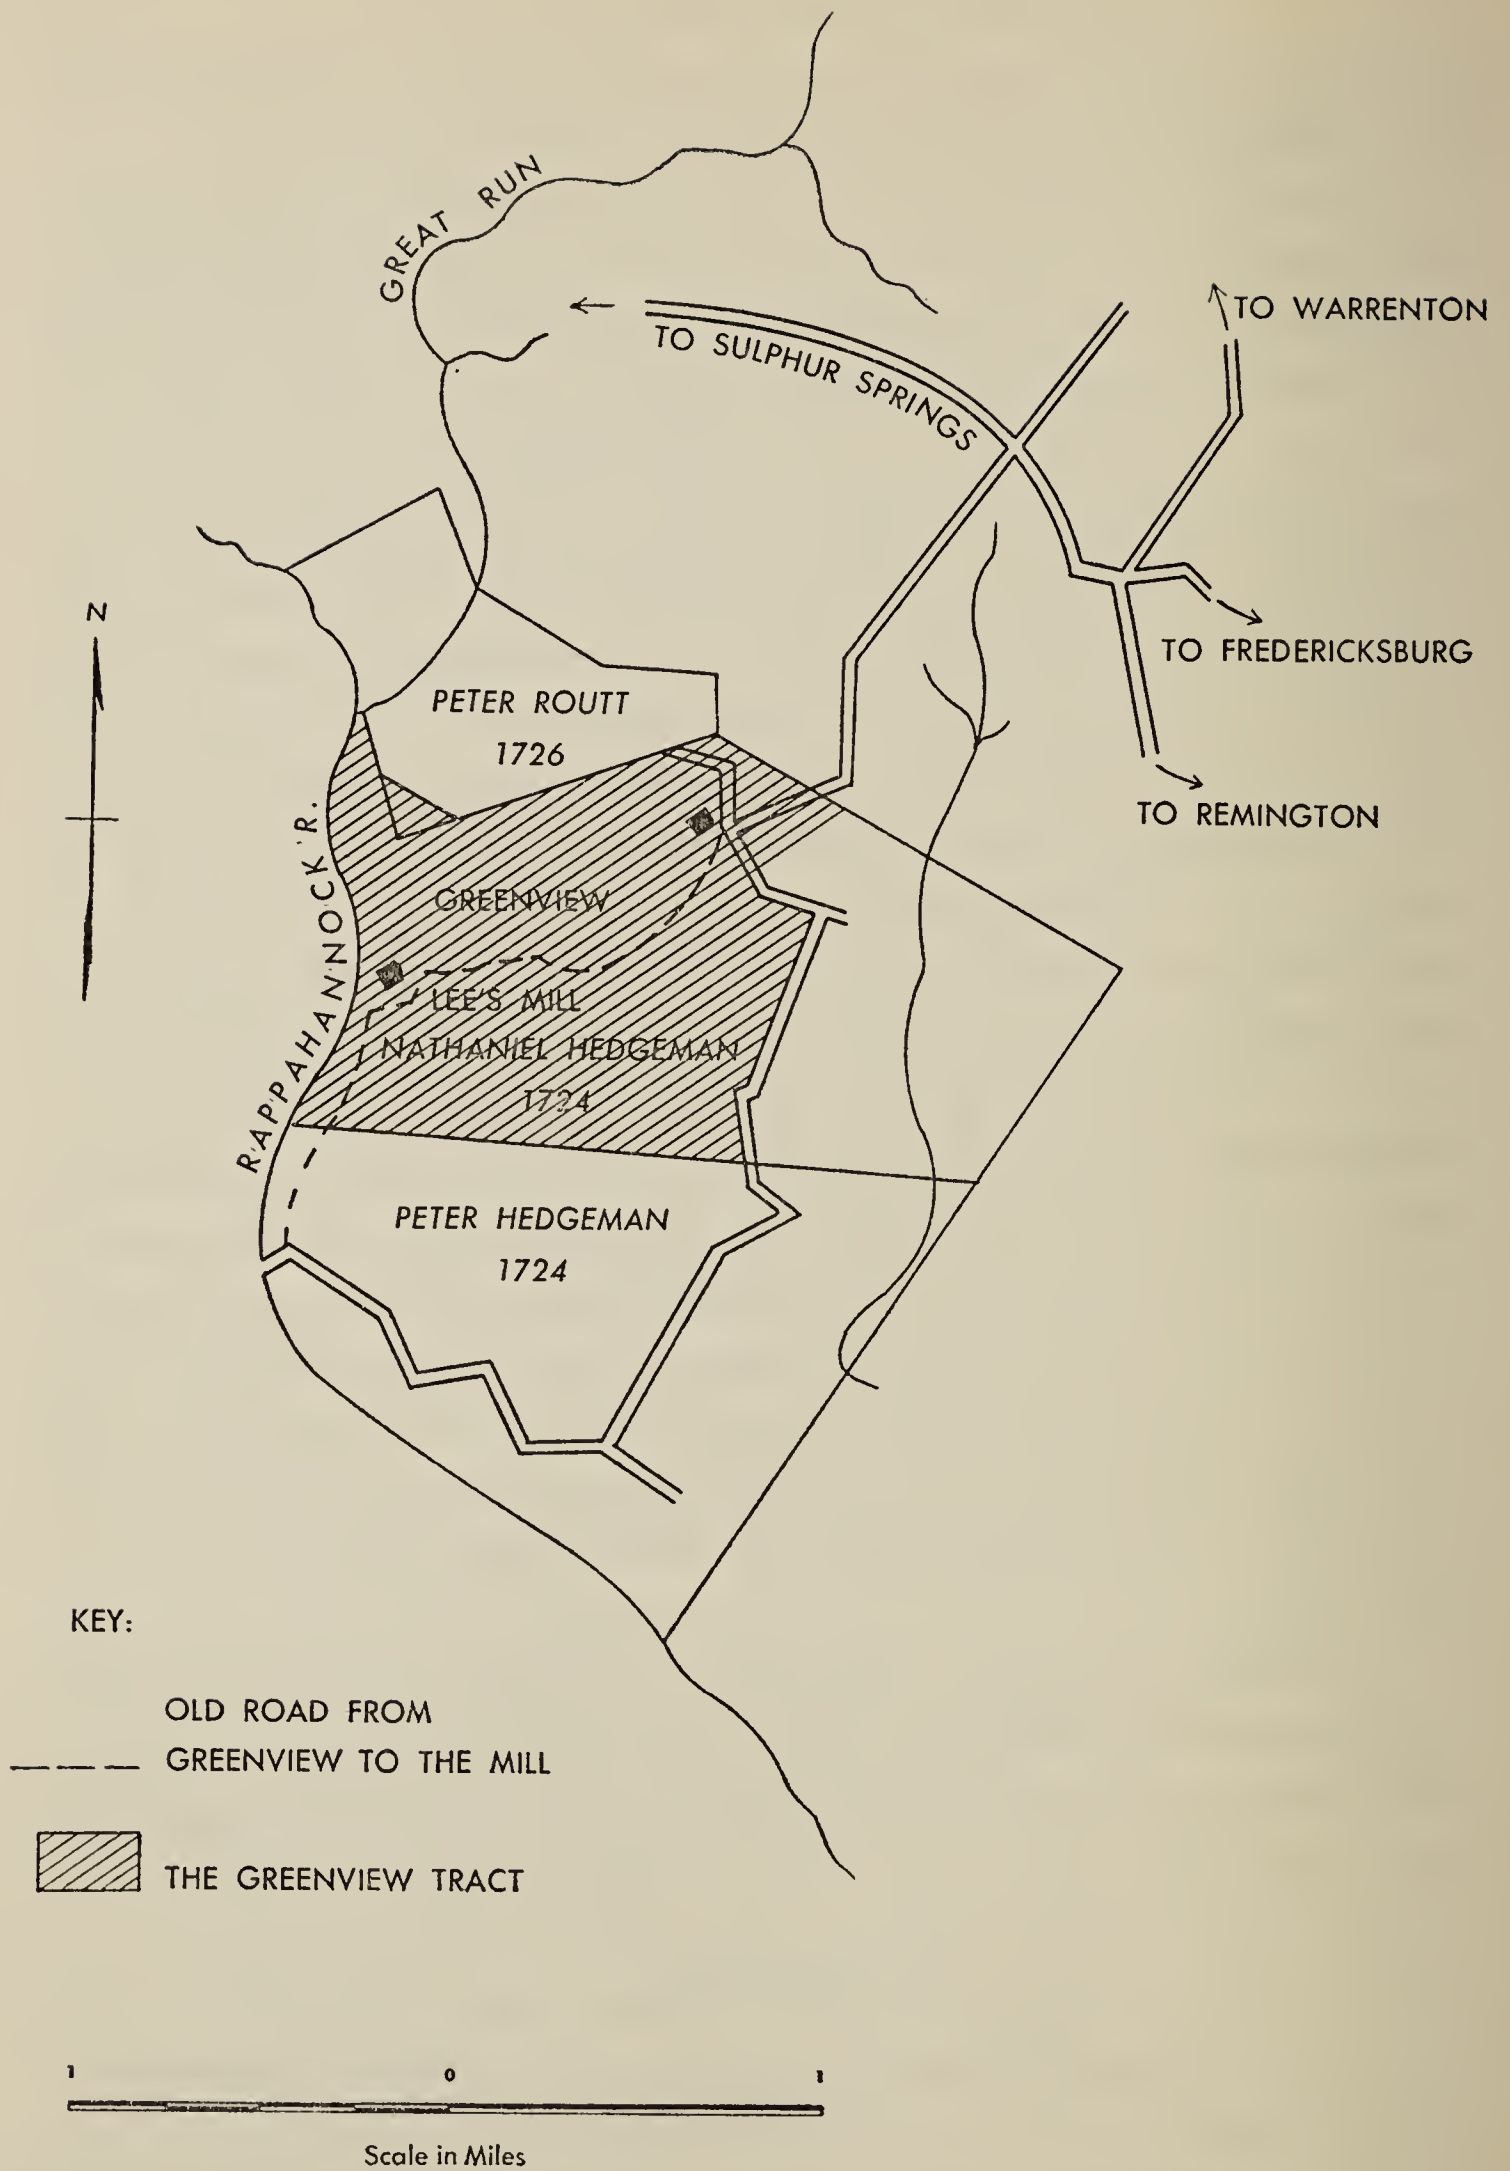 GREAT RUN
TO SULPHUR SPRINGS
TO WARRENTON
N
TO FREDERICKSBURG
PETER ROUTT
1726
TO REMINGTON
RAPPAHANNOCK R.
GREENVIEW
LEE'S MILL
NATHANIEL HEDGEMAN
1724
PETER HEDGEMAN
1724
KEY:
OLD ROAD FROM
GREENVIEW TO THE MILL
THE GREENVIEW TRACT
1 0 1
Scale in Miles